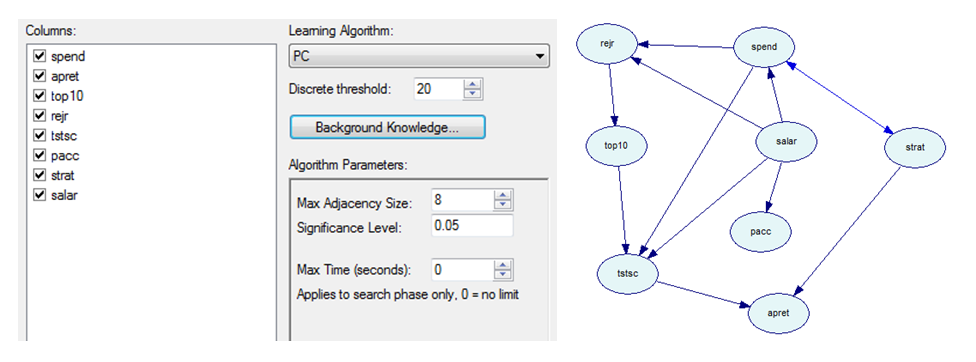 Columns:
spend
apret
top10
rejr
tstsc
pacc
strat
salar
Learning Algorithm:
PC
Discrete threshold: 20
Background Knowledge...
Algorithm Parameters:
Max Adjacency Size: 8
Significance Level: 0.05
Max Time (seconds): 0
Applies to search phase only, 0 = no limit
rejr
spend
top10
salar
strat
pacc
tstsc
apret